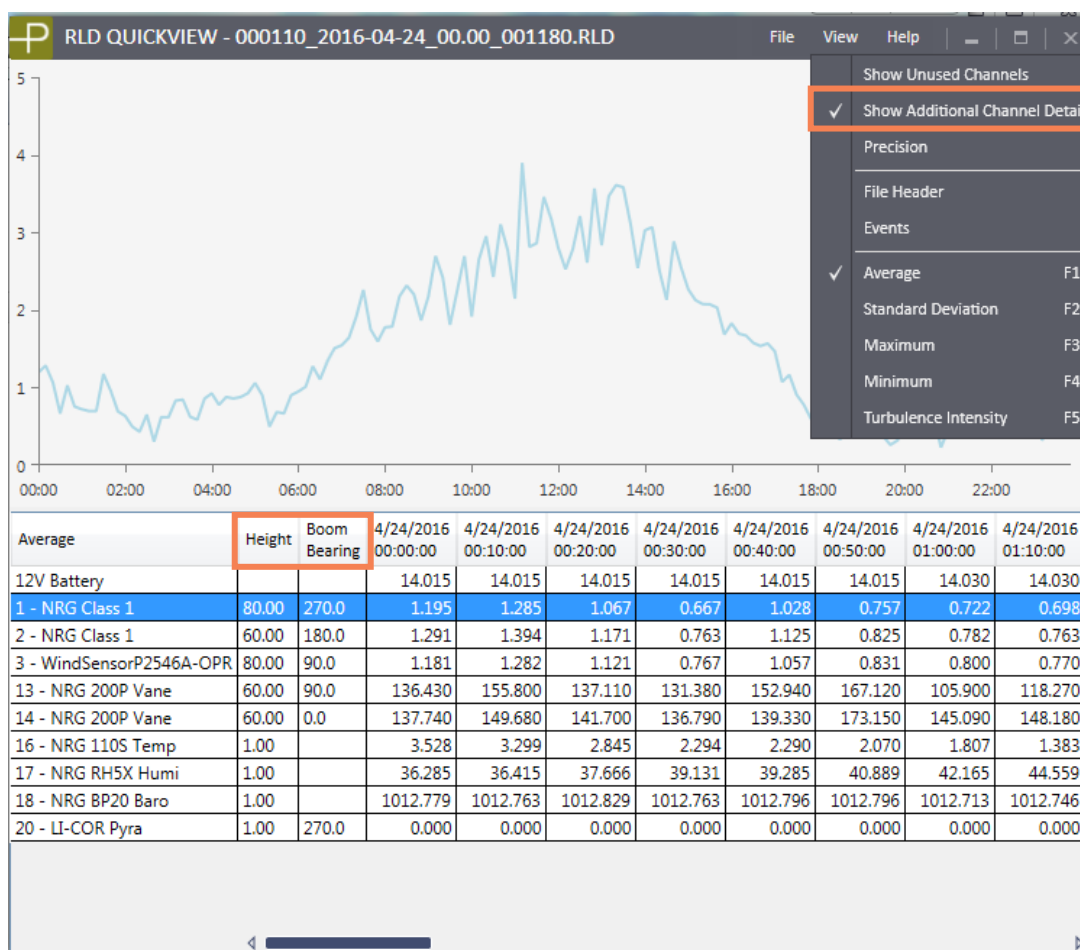 RLD QUICKVIEW - 000110_2016-04-24_00.00_001180.RLD File View Help
Show Unused Channels
Show Additional Channel Detai
Precision
File Header
Events
Average F1
Standard Deviation F2
Maximum F3
Minimum F4
Turbulence Intensity F5
5
4
3
2
1
0
00:00 02:00 04:00 06:00 08:00 10:00 12:00 14:00 16:00 18:00 20:00 22:00
Average Height Boom Bearing 4/24/2016 00:00:00 4/24/2016 00:10:00 4/24/2016 00:20:00 4/24/2016 00:30:00 4/24/2016 00:40:00 4/24/2016 00:50:00 4/24/2016 01:00:00 4/24/2016 01:10:00
12V Battery 14.015 14.015 14.015 14.015 14.015 14.015 14.030 14.030
1 - NRG Class 1 80.00 270.0 1.195 1.285 1.067 0.667 1.028 0.757 0.722 0.698
2 - NRG Class 1 60.00 180.0 1.291 1.394 1.171 0.763 1.125 0.825 0.782 0.763
3 - WindSensorP2546A-OPR 80.00 90.0 1.181 1.282 1.121 0.767 1.057 0.831 0.800 0.770
13 - NRG 200P Vane 60.00 90.0 136.430 155.800 137.110 131.380 152.940 167.120 105.900 118.270
14 - NRG 200P Vane 60.00 0.0 137.740 149.680 141.700 136.790 139.330 173.150 145.090 148.180
16 - NRG 110S Temp 1.00 3.528 3.299 2.845 2.294 2.290 2.070 1.807 1.383
17 - NRG RH5X Humi 1.00 36.285 36.415 37.666 39.131 39.285 40.889 42.165 44.559
18 - NRG BP20 Baro 1.00 1012.779 1012.763 1012.829 1012.763 1012.796 1012.796 1012.713 1012.746
20 - LI-COR Pyra 1.00 270.0 0.000 0.000 0.000 0.000 0.000 0.000 0.000 0.000